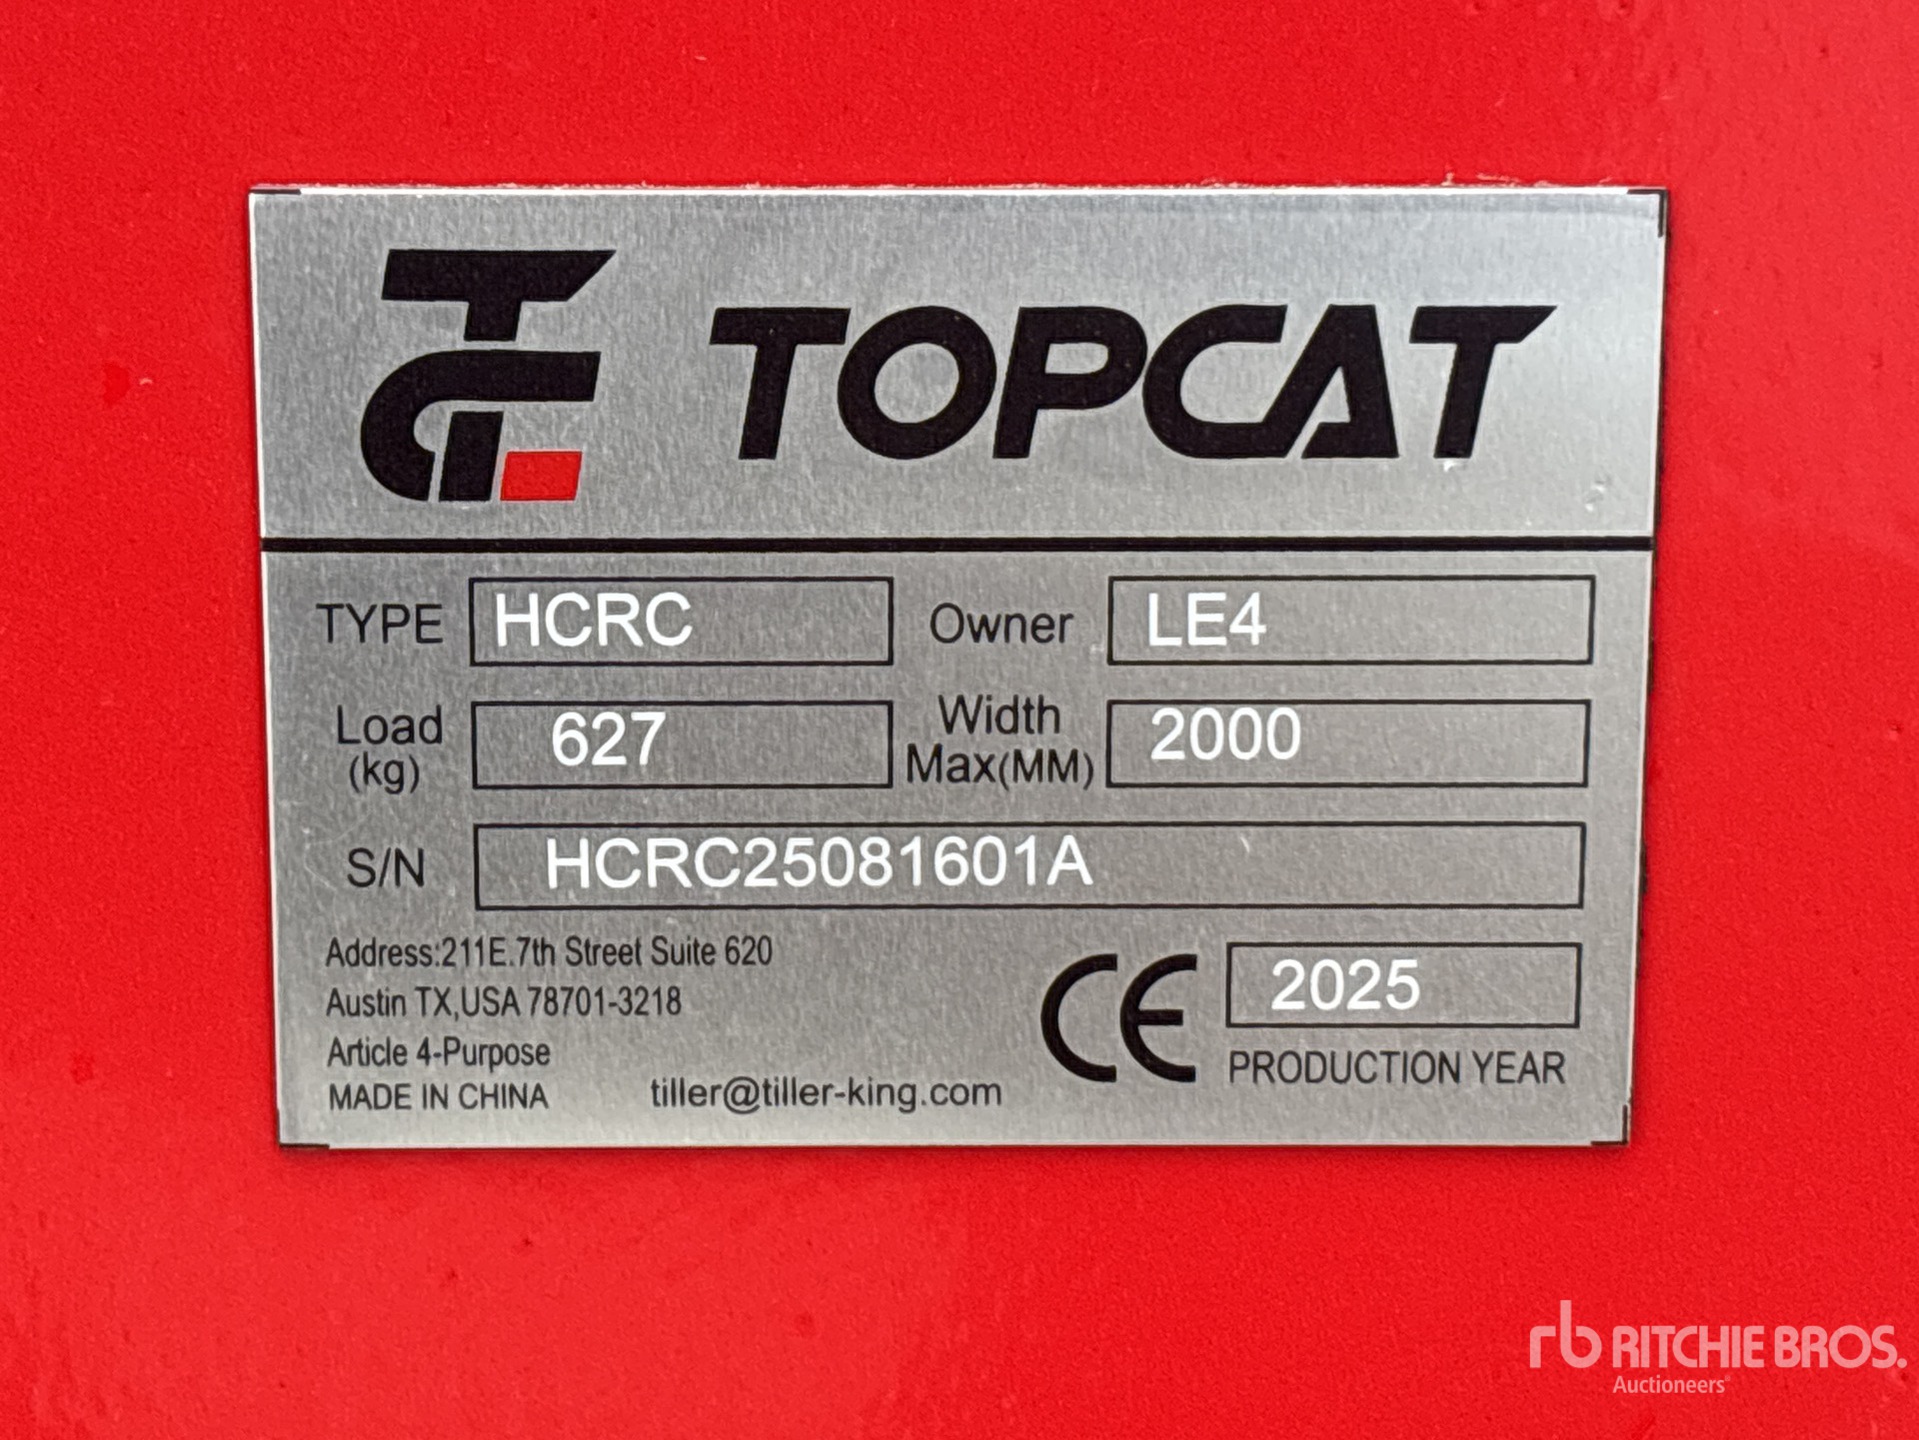 TOPCAT
TYPE HCRC Owner LE4
Load (kg) 627 Width Max(MM) 2000
S/N HCRC25081601A
Address:211E.7th Street Suite 620
Austin TX,USA 78701-3218
Article 4-Purpose
MADE IN CHINA tiller@tiller-king.com
CE 2025
PRODUCTION YEAR
rb RITCHIE BROS.
Auctioneers